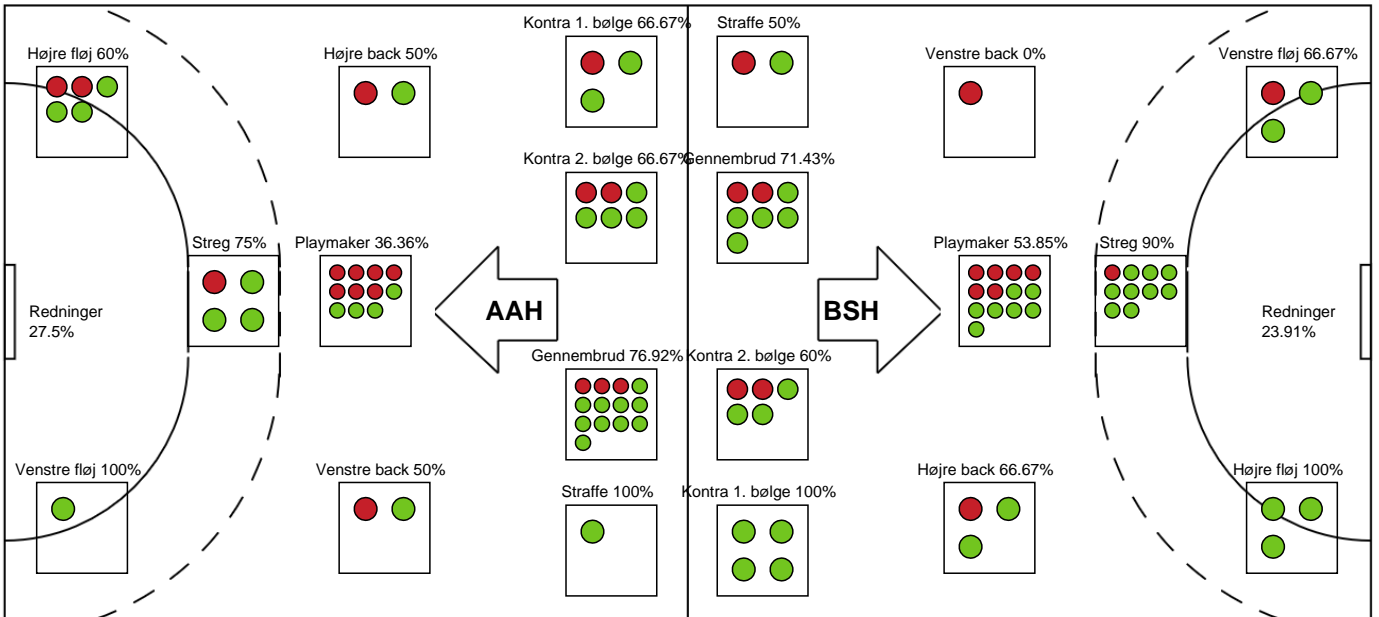 Kontra 1. bølge 66.67%
Straffe 50%
Højre fløj 60%
Højre back 50%
Venstre back 0%
Venstre fløj 66.67%
Kontra 2. bølge 66.67%
Gennembrud 71.43%
Streg 75%
Playmaker 36.36%
Playmaker 53.85%
Streg 90%
Redninger
27.5%
AAH
BSH
Redninger
23.91%
Gennembrud 76.92%
Kontra 2. bølge 60%
Venstre fløj 100%
Venstre back 50%
Højre back 66.67%
Højre fløj 100%
Straffe 100%
Kontra 1. bølge 100%